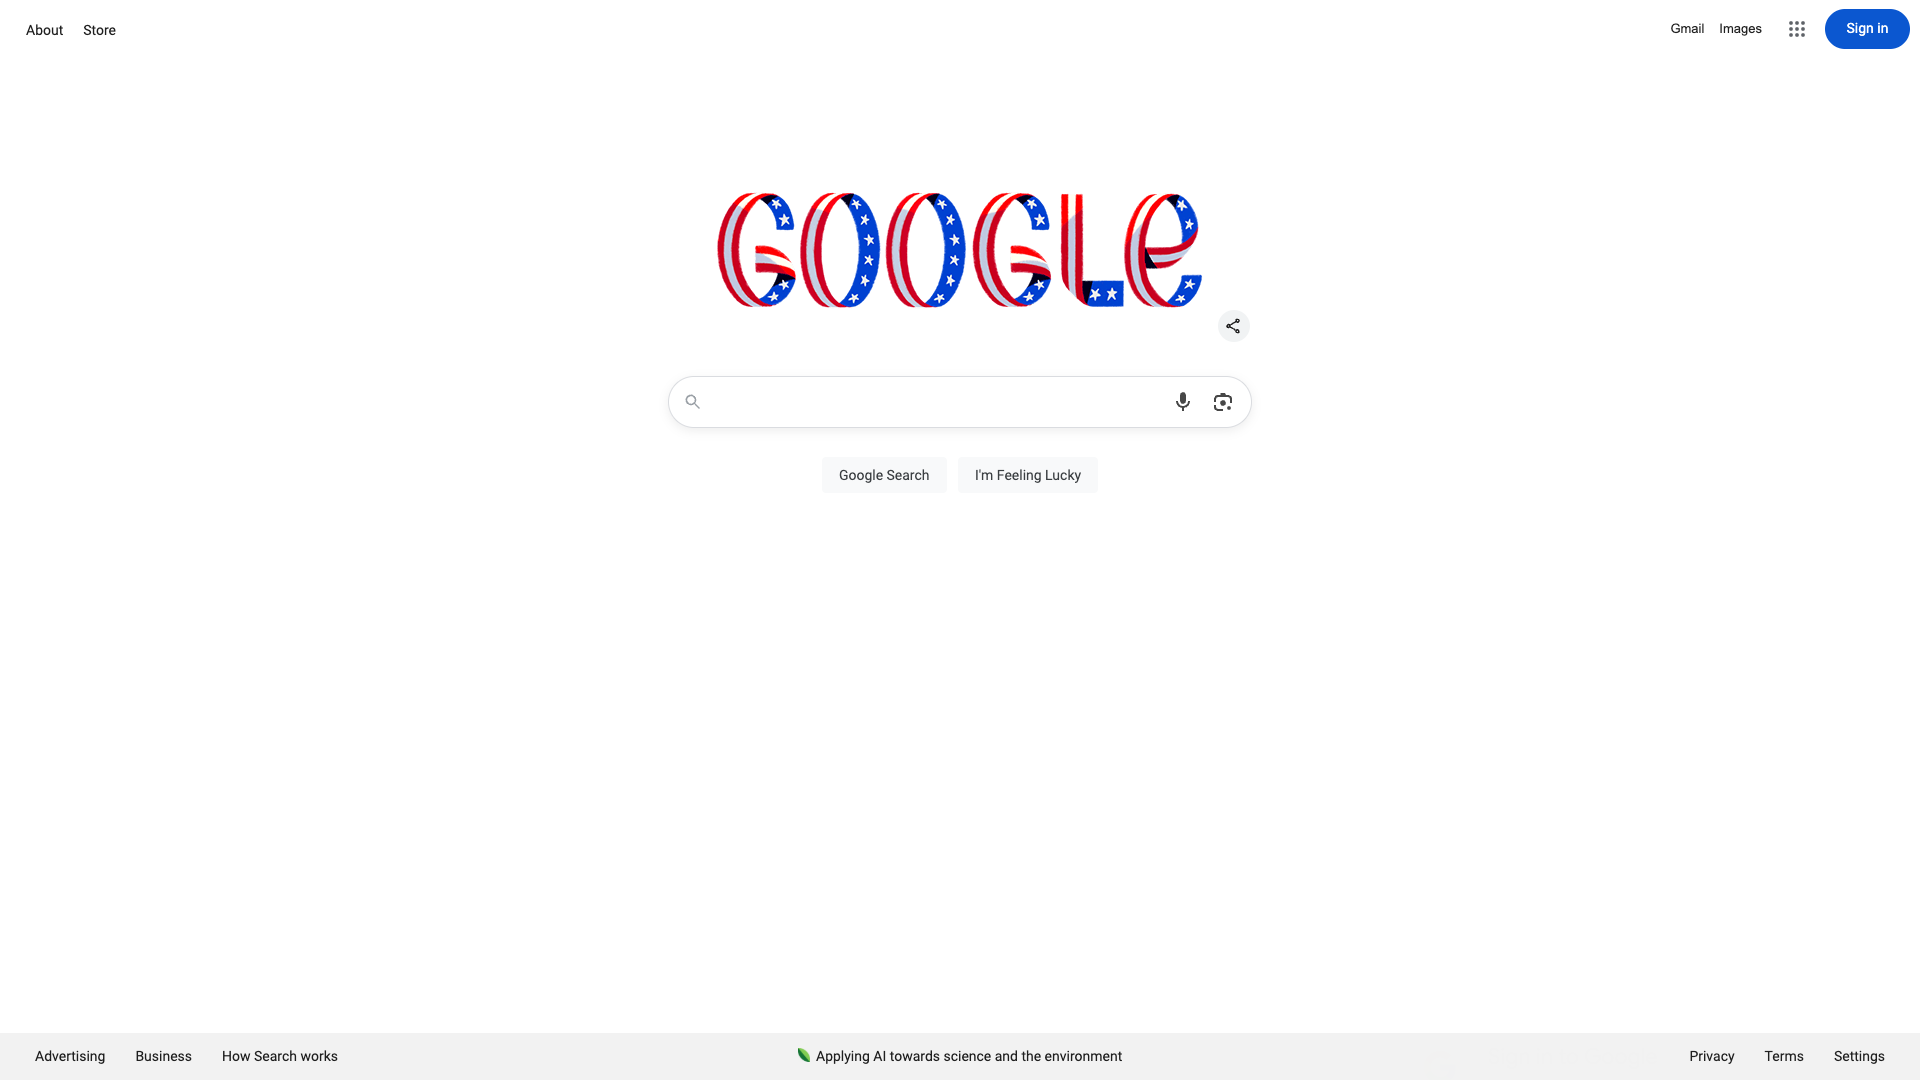 About Store
Gmail Images Sign in
GOOGLE
Google Search I'm Feeling Lucky
Advertising Business How Search works
Applying AI towards science and the environment
Privacy Terms Settings